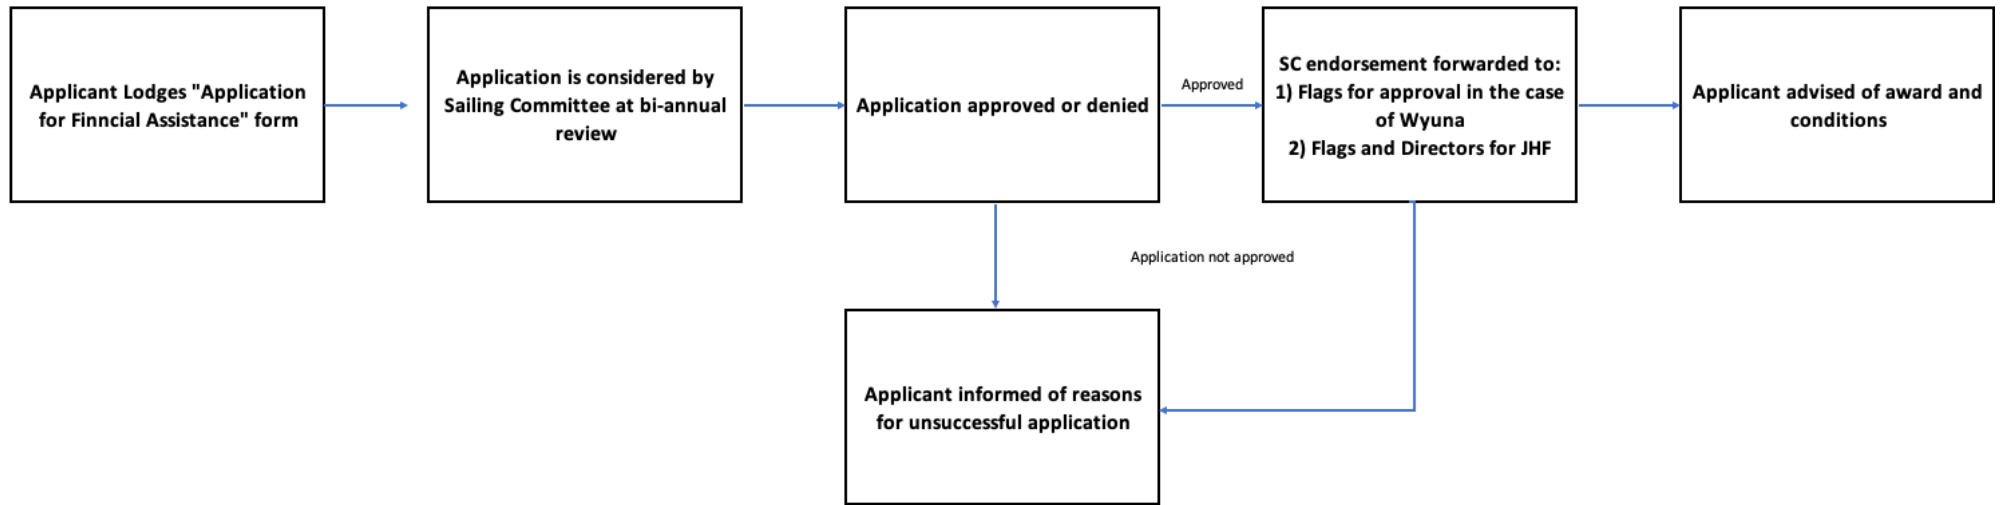 Applicant Lodges "Application
for Finncial Assistance" form
Application is considered by
Sailing Committee at bi-annual
review
Application approved or denied
Approved
SC endorsement forwarded to:
1) Flags for approval in the case
of Wyuna
2) Flags and Directors for JHF
Applicant advised of award and
conditions
Application not approved
Applicant informed of reasons
for unsuccessful application